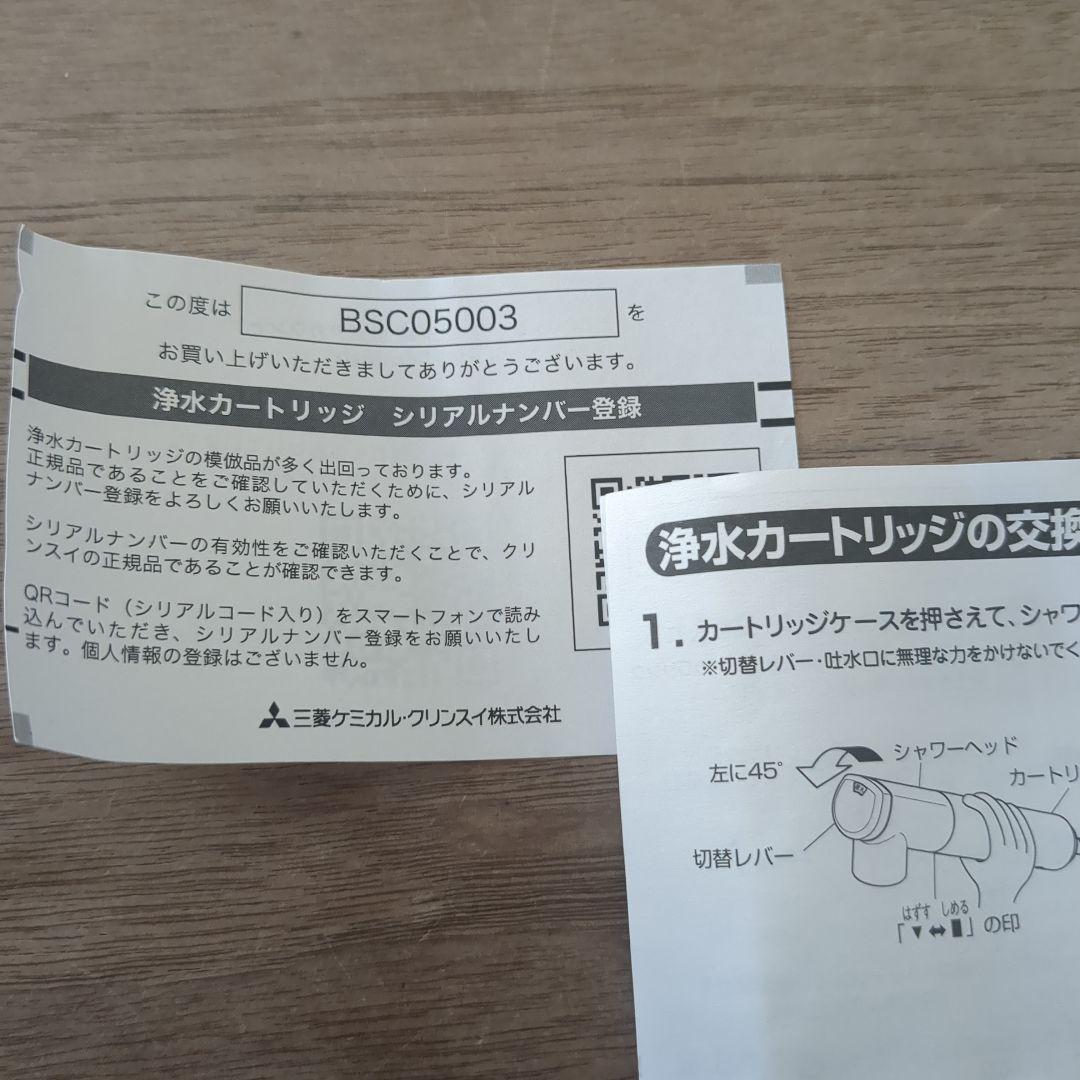 この度は BSC05003 を
お買い上げいただきましてありがとうございます。
浄水カートリッジ シリアルナンバー登録
浄水カートリッジの模倣品が多く出回っております。
正規品であることをご確認していただくために、シリアル
ナンバー登録をよろしくお願いいたします。
シリアルナンバーの有効性をご確認いただくことで、クリ
ンスイの正規品であることが確認できます。
QRコード（シリアルコード入り）をスマートフォンで読み
込んでいただき、シリアルナンバー登録をお願いいたし
ます。個人情報の登録はございません。
三菱ケミカル・クリンスイ株式会社
浄水カートリッジの交換
1. カートリッジケースを押さえて、シャワ
※切替レバー・吐水口に無理な力をかけないでく
左に45°
シャワーヘッド
カートリ
切替レバー
はずす しめる
「▼⇔▮」の印